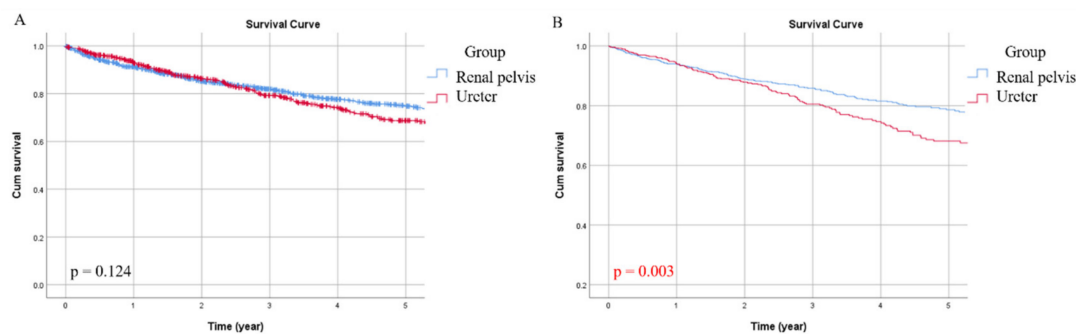 A
Survival Curve
Group
Renal pelvis
Ureter
Cum survival
1.0
0.8
0.6
0.4
0.2
0.0
p = 0.124
0 1 2 3 4 5
Time (year)
B
Survival Curve
Group
Renal pelvis
Ureter
Cum survival
1.0
0.8
0.6
0.4
0.2
p = 0.003
0 1 2 3 4 5
Time (year)